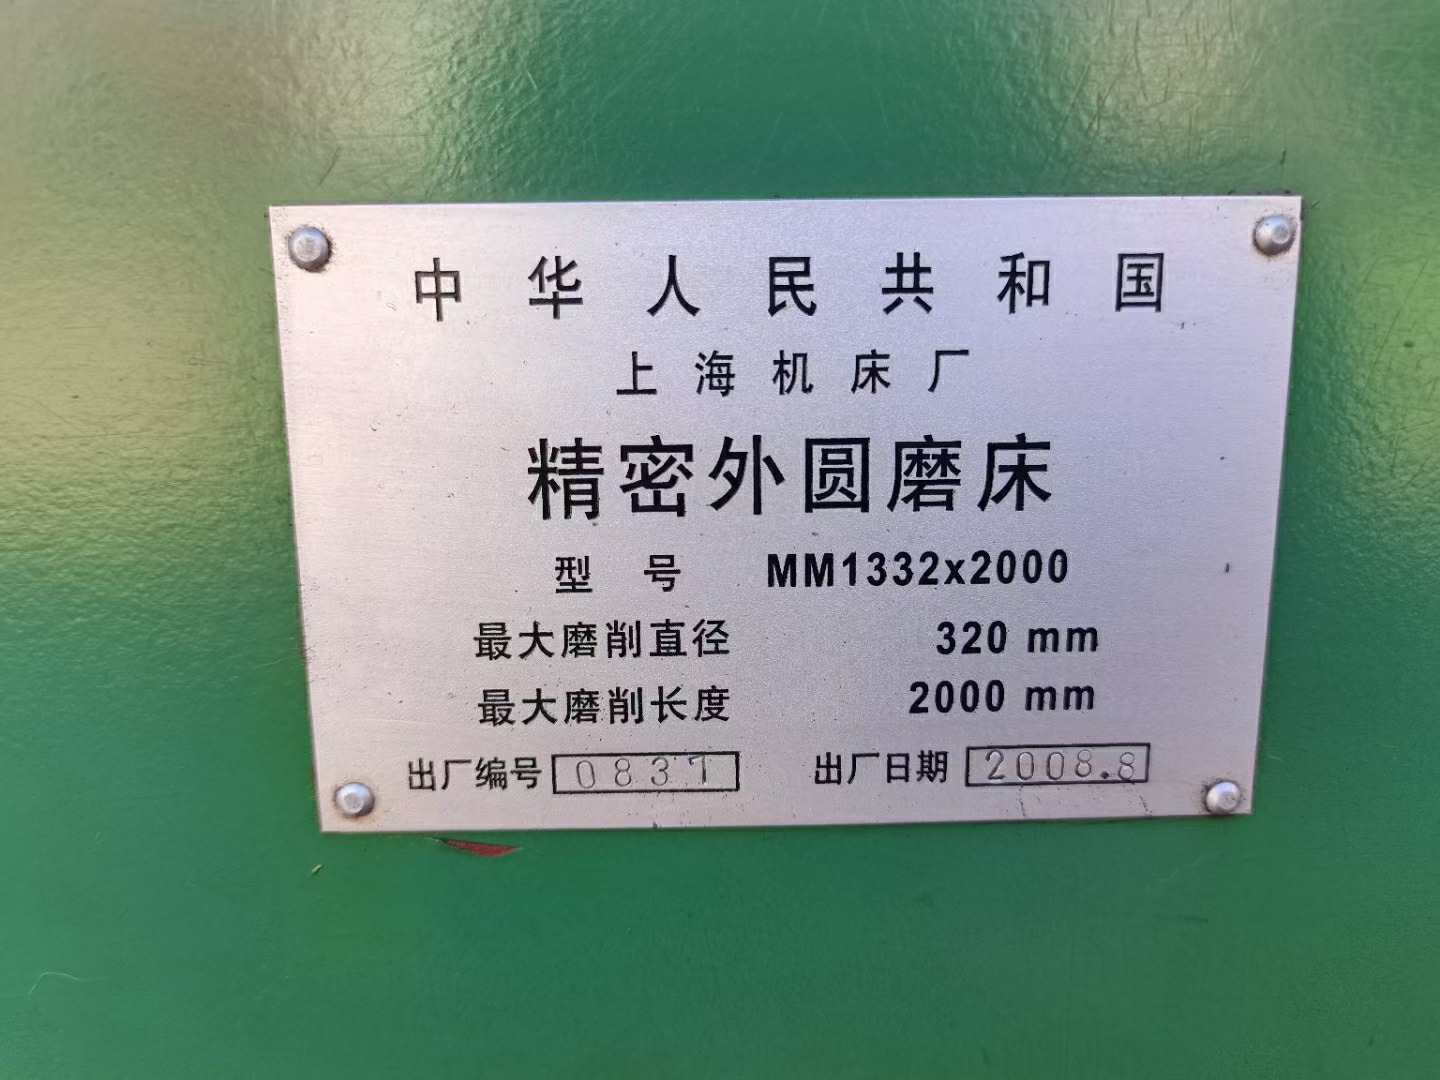 中华人民共和国
上海机床厂
精密外圆磨床
型号 MM1332x2000
最大磨削直径 320 mm
最大磨削长度 2000 mm
出厂编号 0837 出厂日期 2008.8